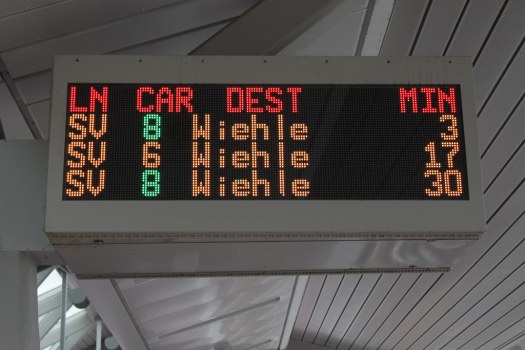 LN CAR DEST MIN
SV 8 Wiehle 3
SV 6 Wiehle 17
SV 8 Wiehle 30